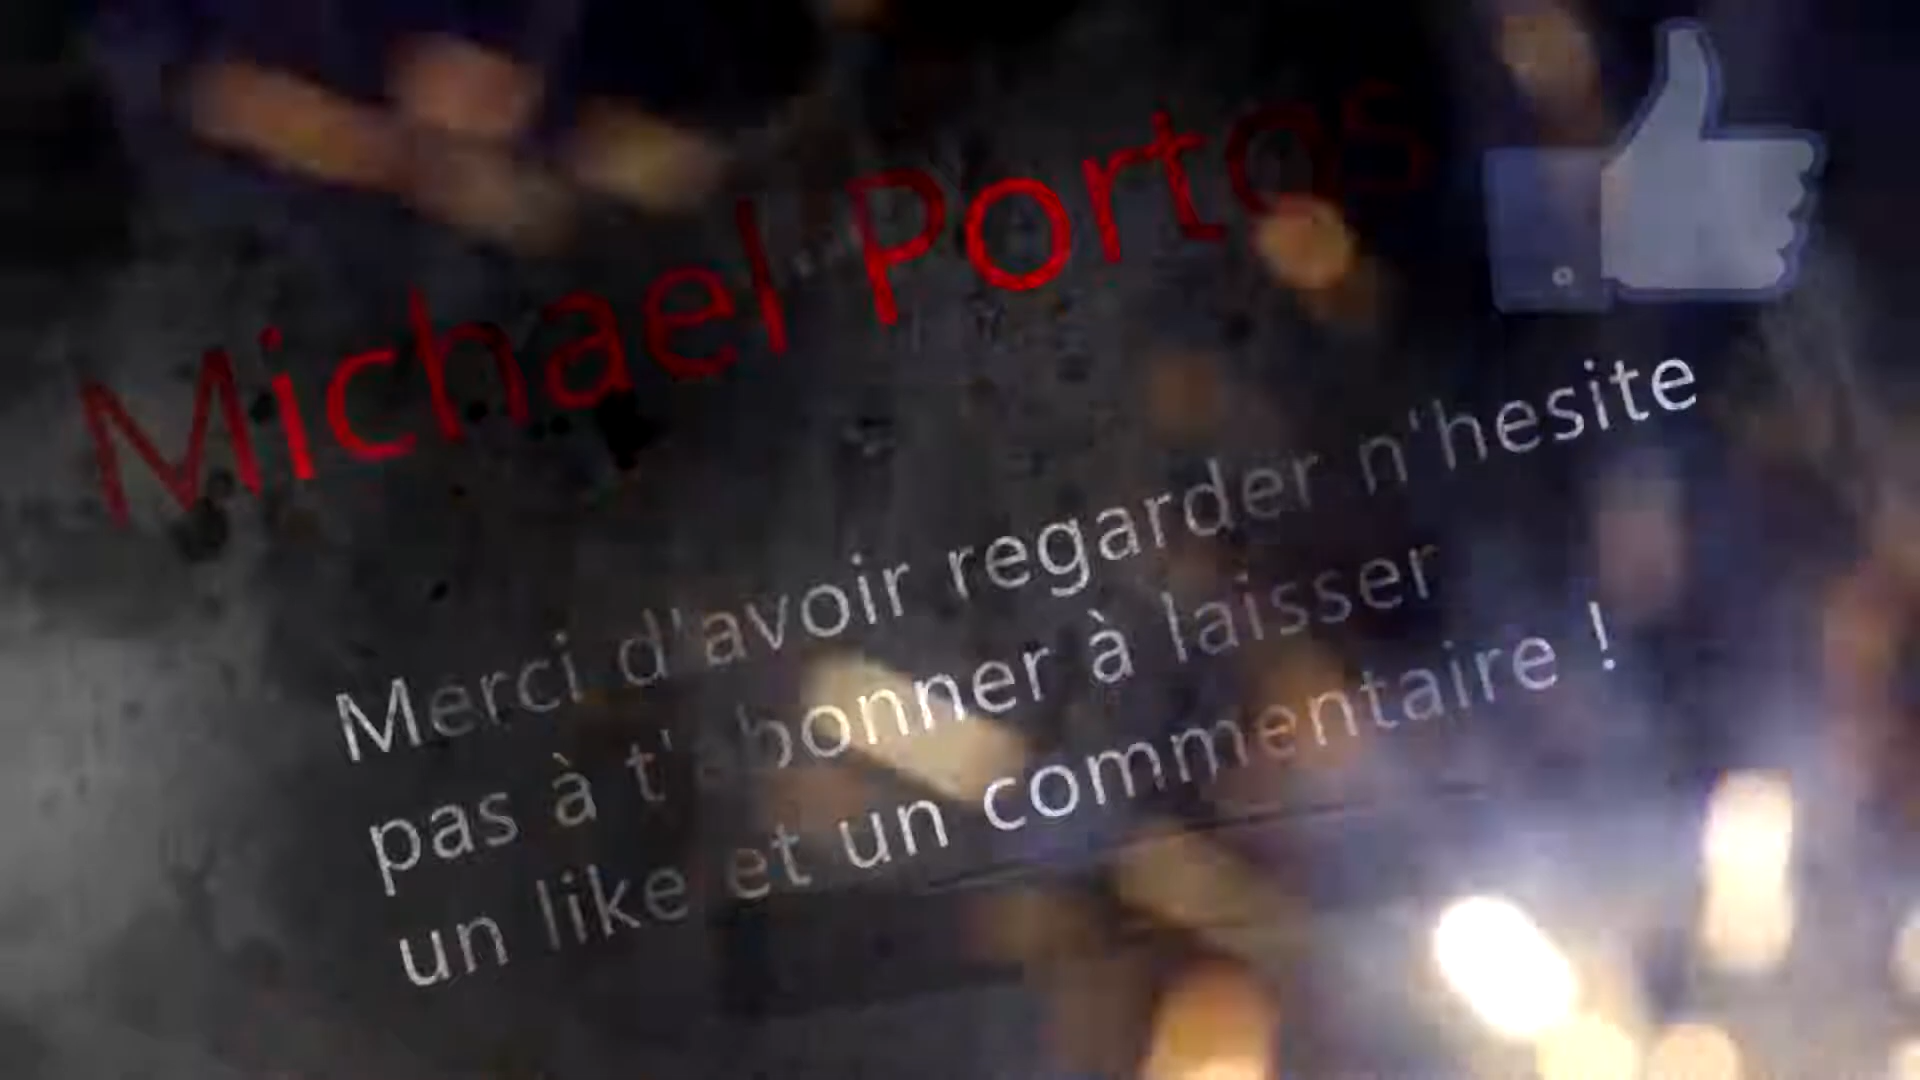 Michael Portos
Merci d'avoir regarder n'hesite
pas à t'abonner à laisser
un like et un commentaire !